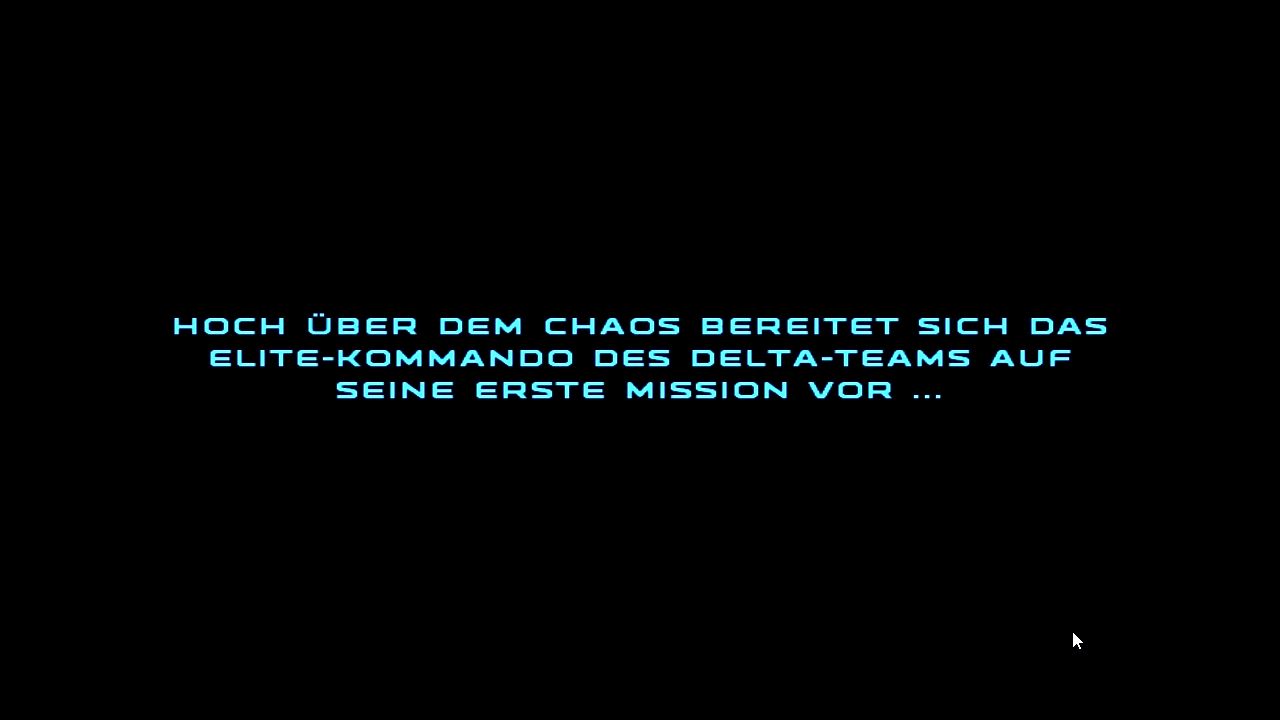 HOCH ÜBER DEM CHAOS BEREITET SICH DAS
ELITE-KOMMANDO DES DELTA-TEAMS AUF
SEINE ERSTE MISSION VOR ...